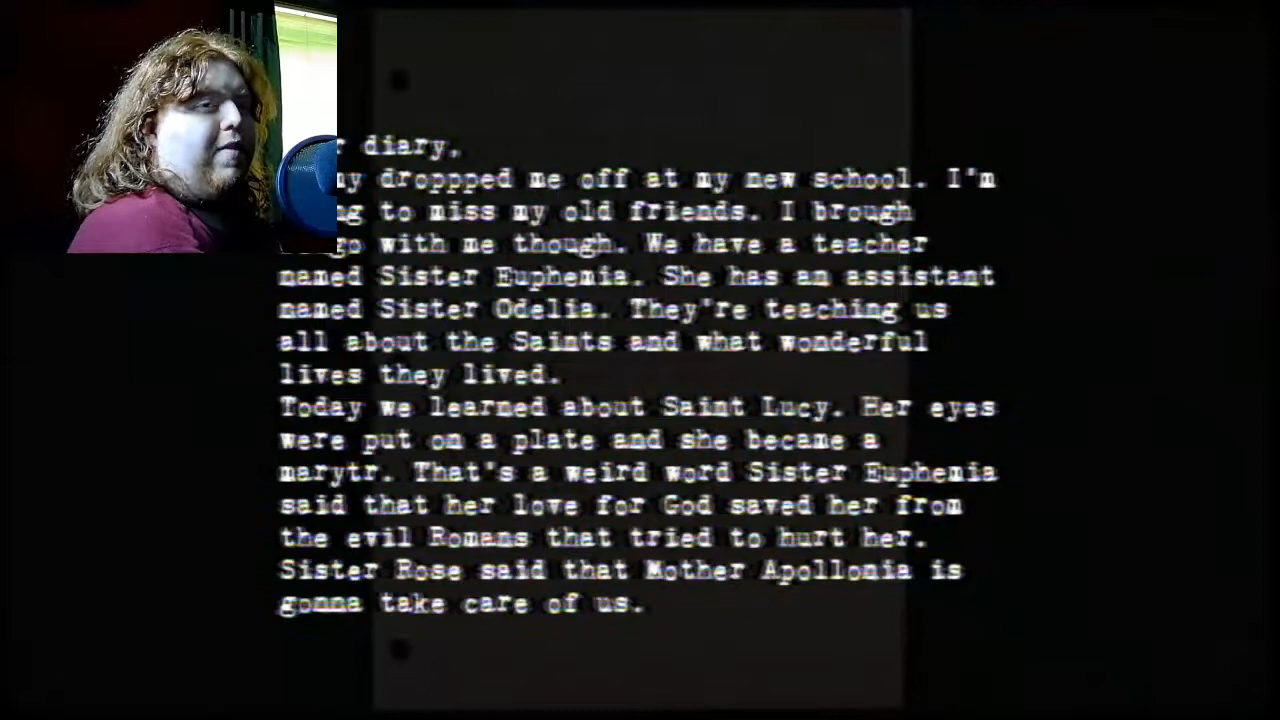 diary.
droppped me off at my new school. I'm
to miss my old friends. I brough
with me though. We have a teacher
named Sister Euphemia. She has an assistant
named Sister Odelia. They're teaching us
all about the Saints and what wonderful
lives they lived.
Today we learned about Saint Lucy. Her eyes
were put on a plate and she became a
marytr. That's a weird word Sister Euphemia
said that her love for God saved her from
the evil Romans that tried to hurt her.
Sister Rose said that Mother Apollonia is
gonna take care of us.